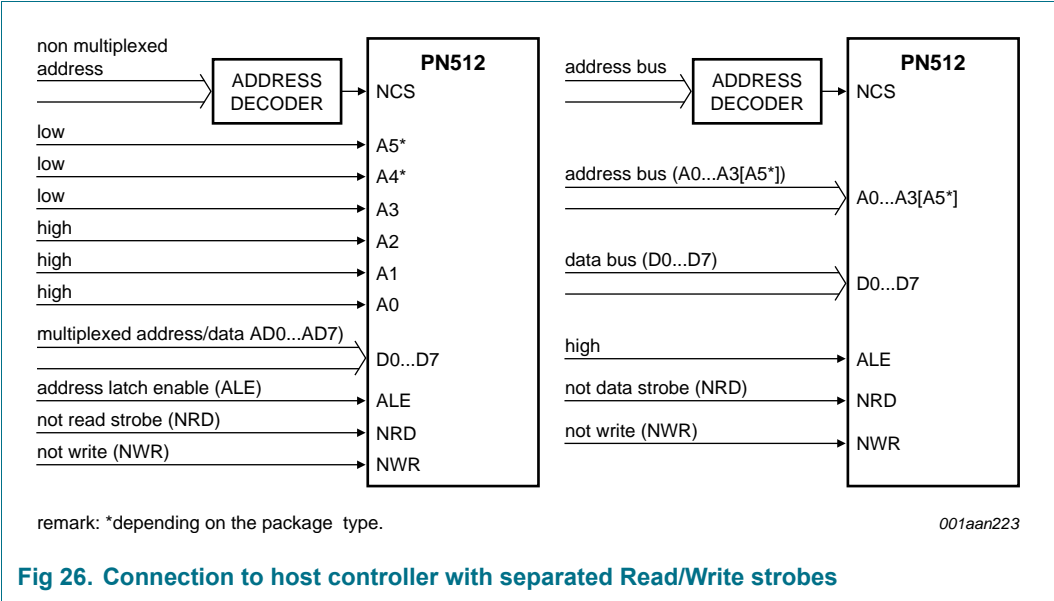 non multiplexed
address
ADDRESS
DECODER
PN512
NCS
low
A5*
low
A4*
low
A3
high
A2
high
A1
high
A0
multiplexed address/data AD0...AD7)
D0...D7
address latch enable (ALE)
ALE
not read strobe (NRD)
NRD
not write (NWR)
NWR
address bus
ADDRESS
DECODER
PN512
NCS
address bus (A0...A3[A5*])
A0...A3[A5*]
data bus (D0...D7)
D0...D7
high
ALE
not data strobe (NRD)
NRD
not write (NWR)
NWR
remark: *depending on the package type.
001aan223
Fig 26. Connection to host controller with separated Read/Write strobes